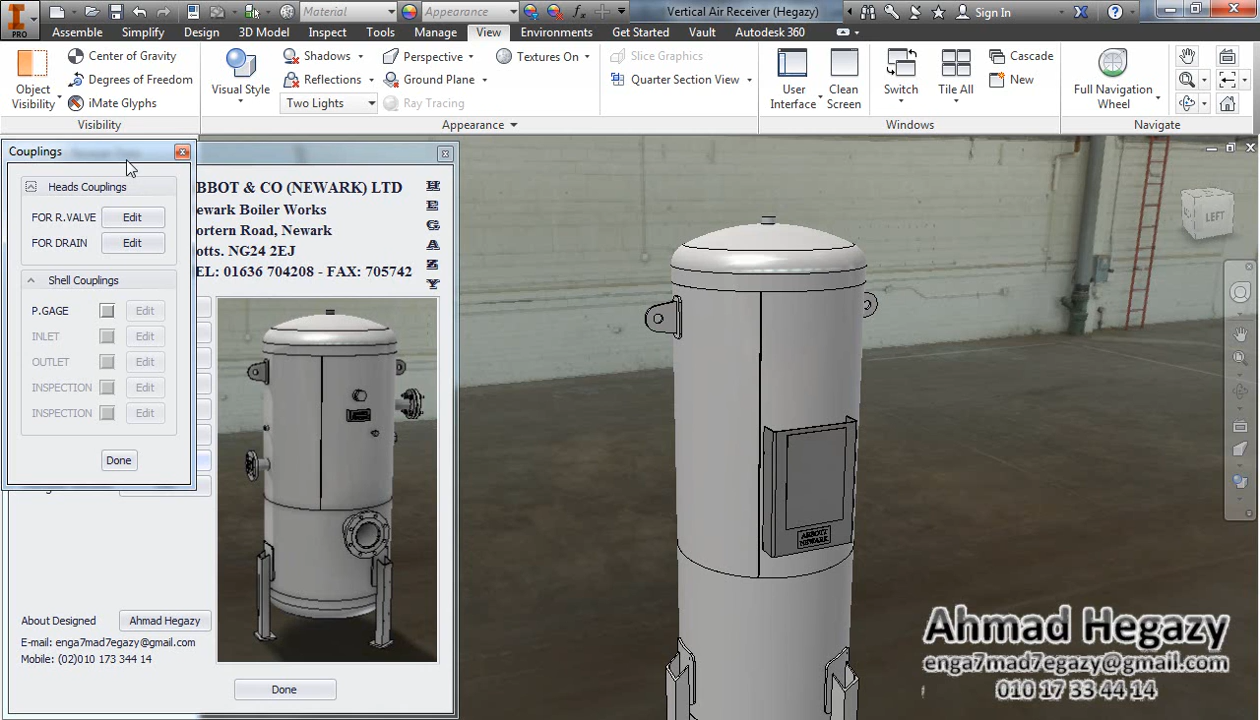 PRO
Material
Appearance
Vertical Air Receiver (Hegazy)
Sign In
Assemble
Simplify
Design
3D Model
Inspect
Tools
Manage
View
Environments
Get Started
Vault
Autodesk 360
Object Visibility
Center of Gravity
Degrees of Freedom
iMate Glyphs
Visibility
Visual Style
Shadows
Reflections
Two Lights
Perspective
Ground Plane
Ray Tracing
Textures On
Slice Graphics
Quarter Section View
Appearance
User Interface
Clean Screen
Switch
Tile All
Cascade
New
Windows
Full Navigation Wheel
Navigate
Couplings
Heads Couplings
FOR R.VALVE Edit
FOR DRAIN Edit
Shell Couplings
P.GAGE Edit
INLET Edit
OUTLET Edit
INSPECTION Edit
INSPECTION Edit
Done
BBOT & CO (NEWARK) LTD
ewark Boiler Works
ortern Road, Newark
otts. NG24 2EJ
EL: 01636 704208 - FAX: 705742
H
E
G
A
Z
Y
About Designed
Ahmad Hegazy
E-mail: enga7mad7egazy@gmail.com
Mobile: (02)010 173 344 14
Done
LEFT
ABBOTT
NEWARK
Ahmad Hegazy
enga7mad7egazy@gmail.com
010 17 33 44 14